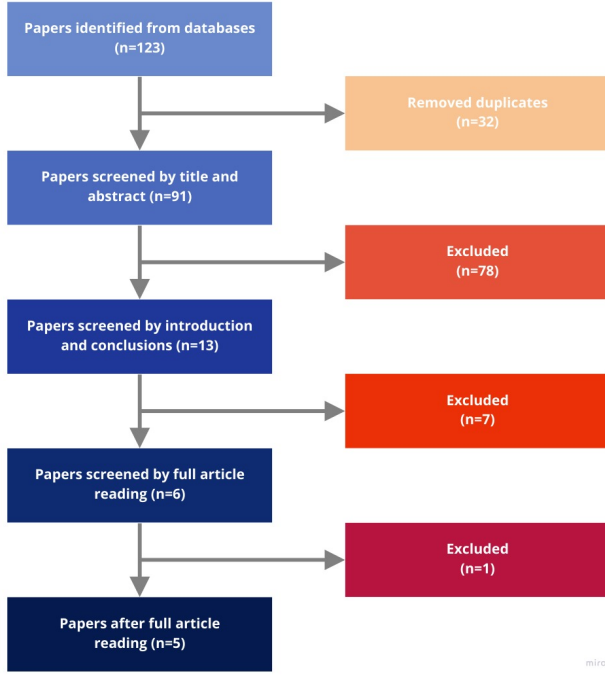 Papers identified from databases
(n=123)
Removed duplicates
(n=32)
Papers screened by title and
abstract (n=91)
Excluded
(n=78)
Papers screened by introduction
and conclusions (n=13)
Excluded
(n=7)
Papers screened by full article
reading (n=6)
Excluded
(n=1)
Papers after full article
reading (n=5)
miro